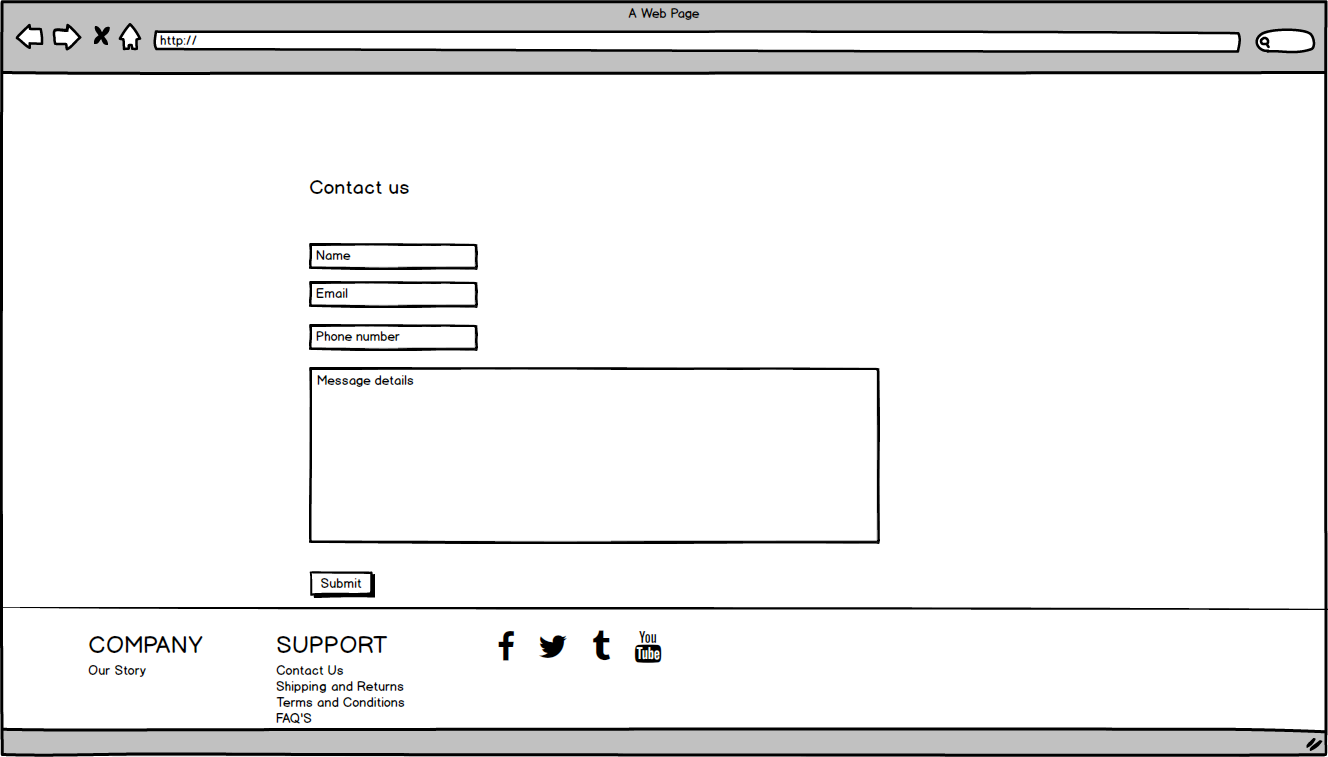 A Web Page
http://
Contact us
Name
Email
Phone number
Message details
Submit
COMPANY
Our Story
SUPPORT
Contact Us
Shipping and Returns
Terms and Conditions
FAQ'S
f
t
You
Tube